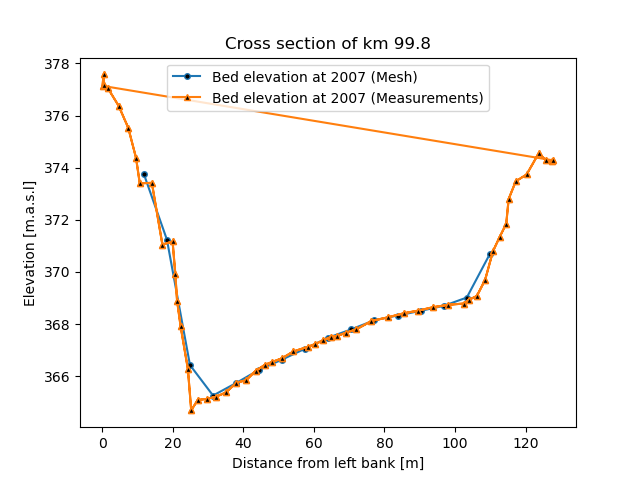 Cross section of km 99.8
Bed elevation at 2007 (Mesh)
Bed elevation at 2007 (Measurements)
Elevation [m.a.s.l]
378
376
374
372
370
368
366
0 20 40 60 80 100 120
Distance from left bank [m]